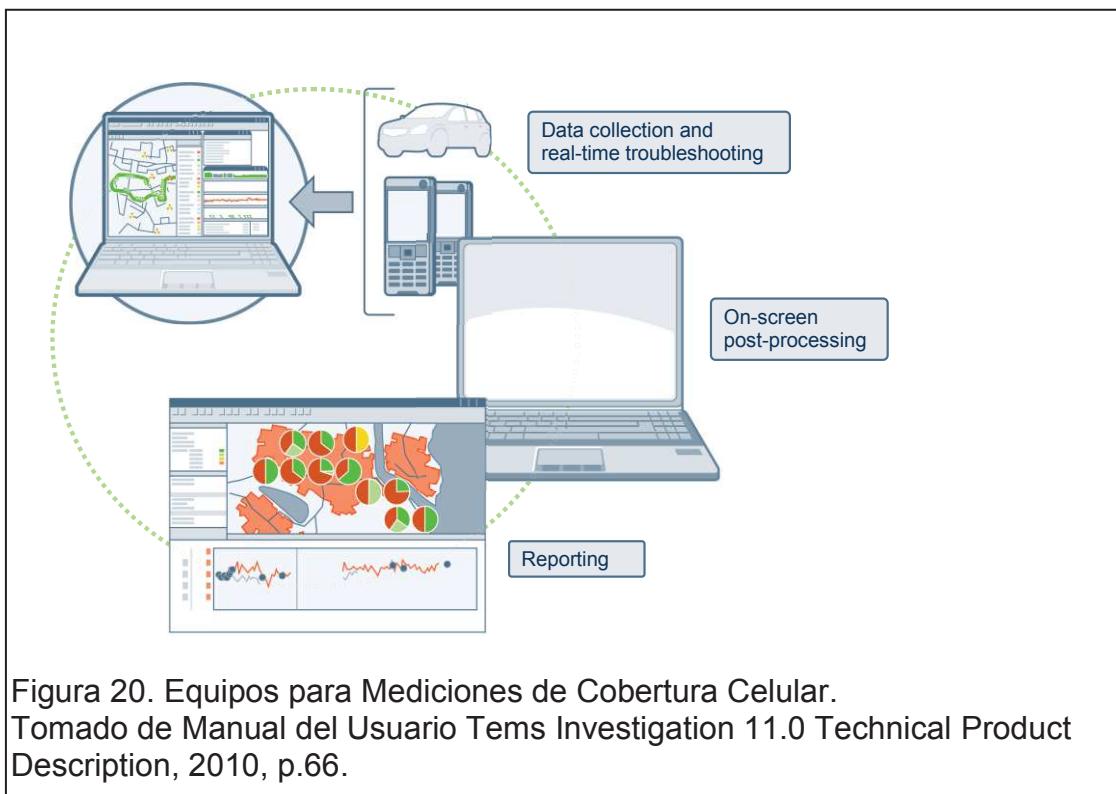 Data collection and
real-time troubleshooting
On-screen
post-processing
Reporting
Figura 20. Equipos para Mediciones de Cobertura Celular.
Tomado de Manual del Usuario Tems Investigation 11.0 Technical Product
Description, 2010, p.66.